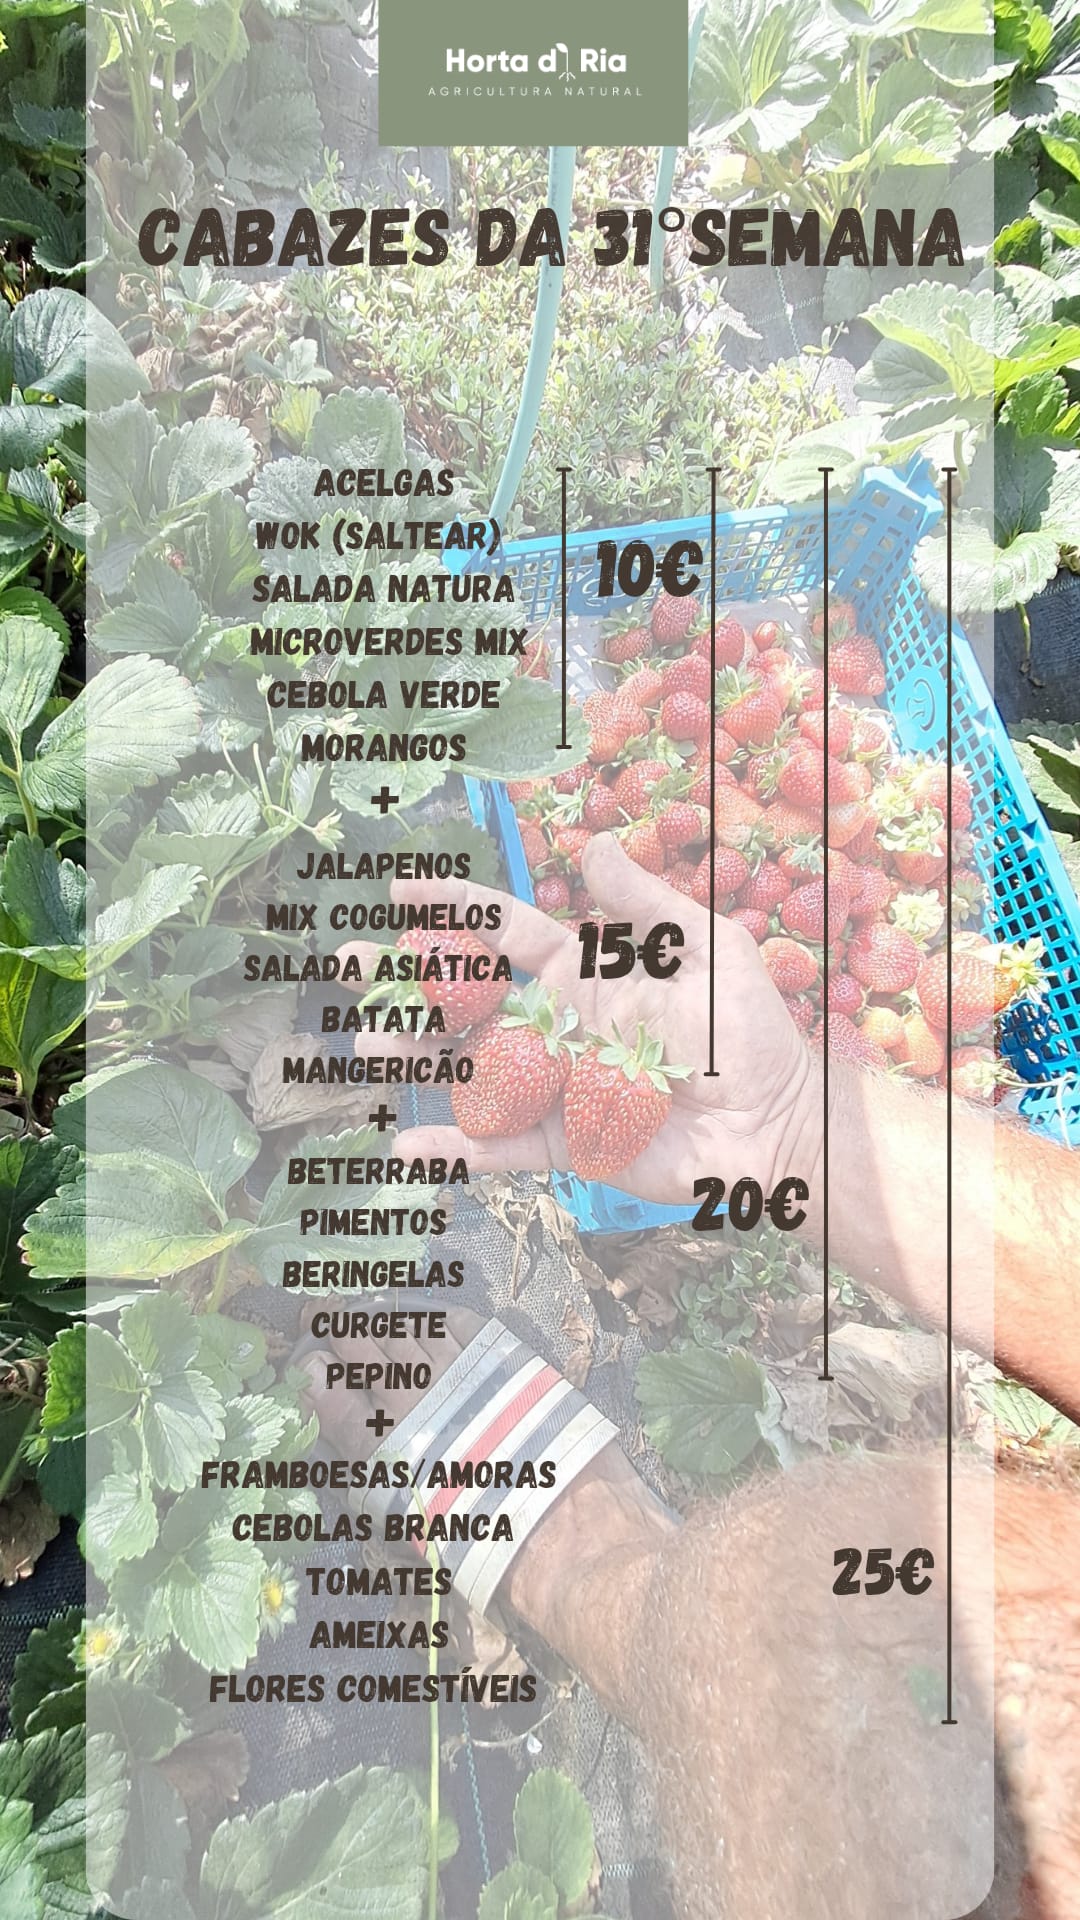 Horta d Ria
AGRICULTURA NATURAL
CABAZES DA 31ºSEMANA
ACELGAS
WOK (SALTEAR)
SALADA NATURA
10€
MICROVERDES MIX
CEBOLA VERDE
MORANGOS
+
JALAPENOS
MIX COGUMELOS
SALADA ASIÁTICA
15€
BATATA
MANGERICÃO
+
BETERRABA
PIMENTOS
20€
BERINGELAS
CURGETE
PEPINO
+
FRAMBOESAS/AMORAS
CEBOLAS BRANCA
TOMATES
25€
AMEIXAS
FLORES COMESTÍVEIS